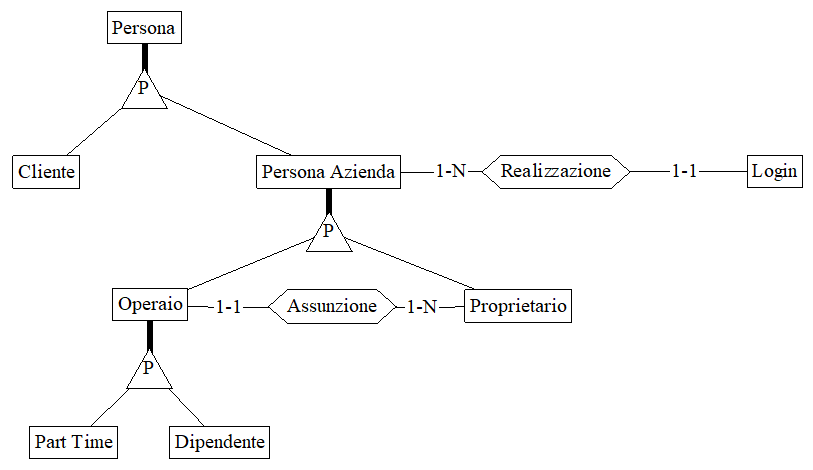 Persona
P
Cliente
Persona Azienda
1-N
Realizzazione
1-1
Login
P
Operaio
1-1
Assunzione
1-N
Proprietario
P
Part Time
Dipendente